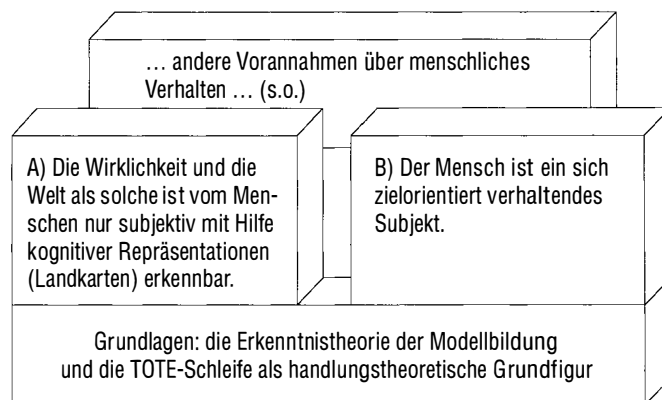 … andere Vorannahmen über menschliches
Verhalten … (s.o.)
A) Die Wirklichkeit und die
Welt als solche ist vom Men-
schen nur subjektiv mit Hilfe
kognitiver Repräsentationen
(Landkarten) erkennbar.
B) Der Mensch ist ein sich
zielorientiert verhaltendes
Subjekt.
Grundlagen: die Erkenntnistheorie der Modellbildung
und die TOTE-Schleife als handlungstheoretische Grundfigur